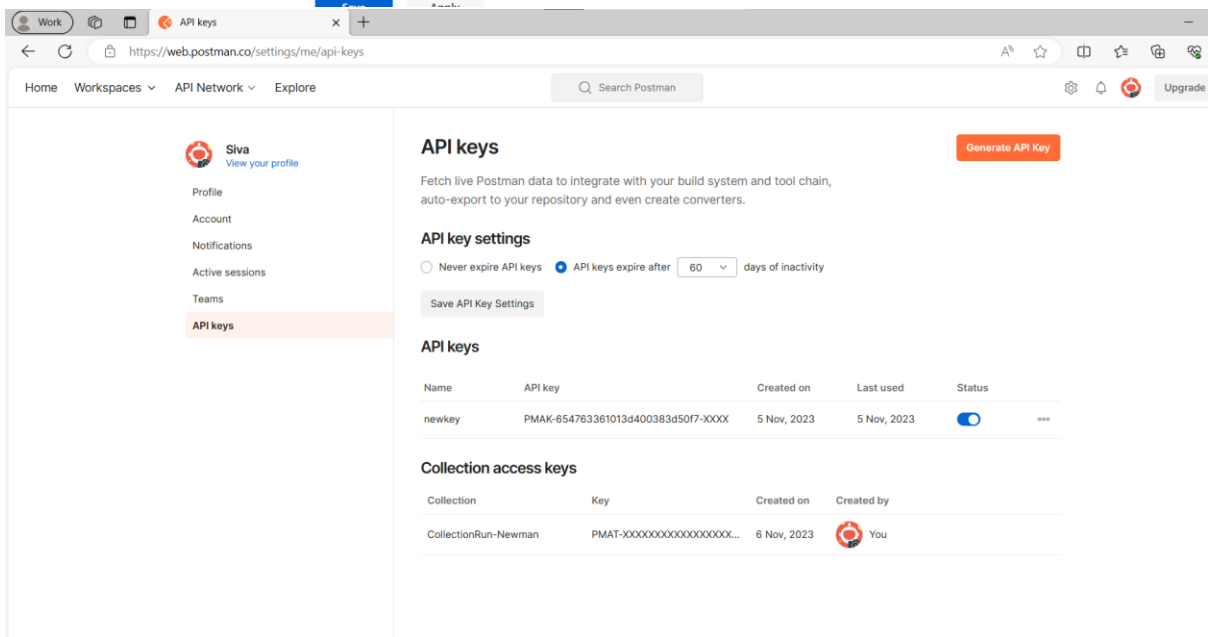 Save Apply
Work API keys
https://web.postman.co/settings/me/api-keys
Home Workspaces API Network Explore Search Postman Upgrade
Siva
View your profile
Profile
Account
Notifications
Active sessions
Teams
API keys
API keys Generate API Key
Fetch live Postman data to integrate with your build system and tool chain,
auto-export to your repository and even create converters.
API key settings
Never expire API keys API keys expire after 60 days of inactivity
Save API Key Settings
API keys
Name API key Created on Last used Status
newkey PMAK-654763361013d400383d50f7-XXXX 5 Nov, 2023 5 Nov, 2023
Collection access keys
Collection Key Created on Created by
CollectionRun-Newman PMAT-XXXXXXXXXXXXXXXXXX... 6 Nov, 2023 You